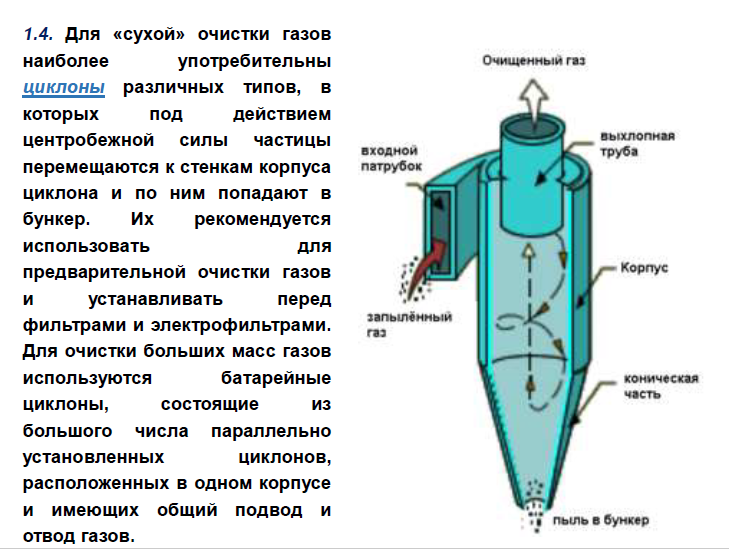 1.4. Для «сухой» очистки газов
наиболее употребительны
циклоны различных типов, в
которых под действием
центробежной силы частицы
перемещаются к стенкам корпуса
циклона и по ним попадают в
бункер. Их рекомендуется
использовать для
предварительной очистки газов
и устанавливать перед
фильтрами и электрофильтрами.
Для очистки больших масс газов
используются батарейные
циклоны, состоящие из
большого числа параллельно
установленных циклонов,
расположенных в одном корпусе
и имеющих общий подвод и
отвод газов.
Очищенный газ
выхлопная
труба
входной
патрубок
Корпус
запылённый
газ
коническая
часть
пыль в бункер